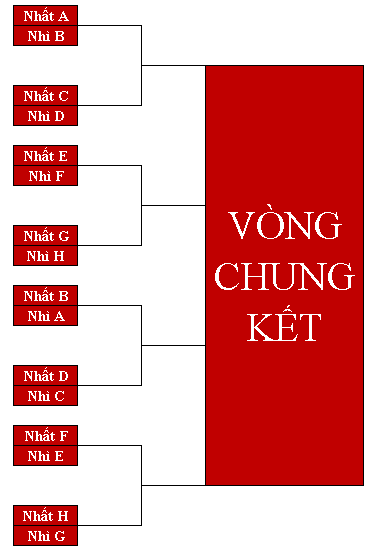 Nhất A
Nhì B
Nhất C
Nhì D
Nhất E
Nhì F
Nhất G
Nhì H
Nhất B
Nhì A
Nhất D
Nhì C
Nhất F
Nhì E
Nhất H
Nhì G
VÒNG
CHUNG
KẾT